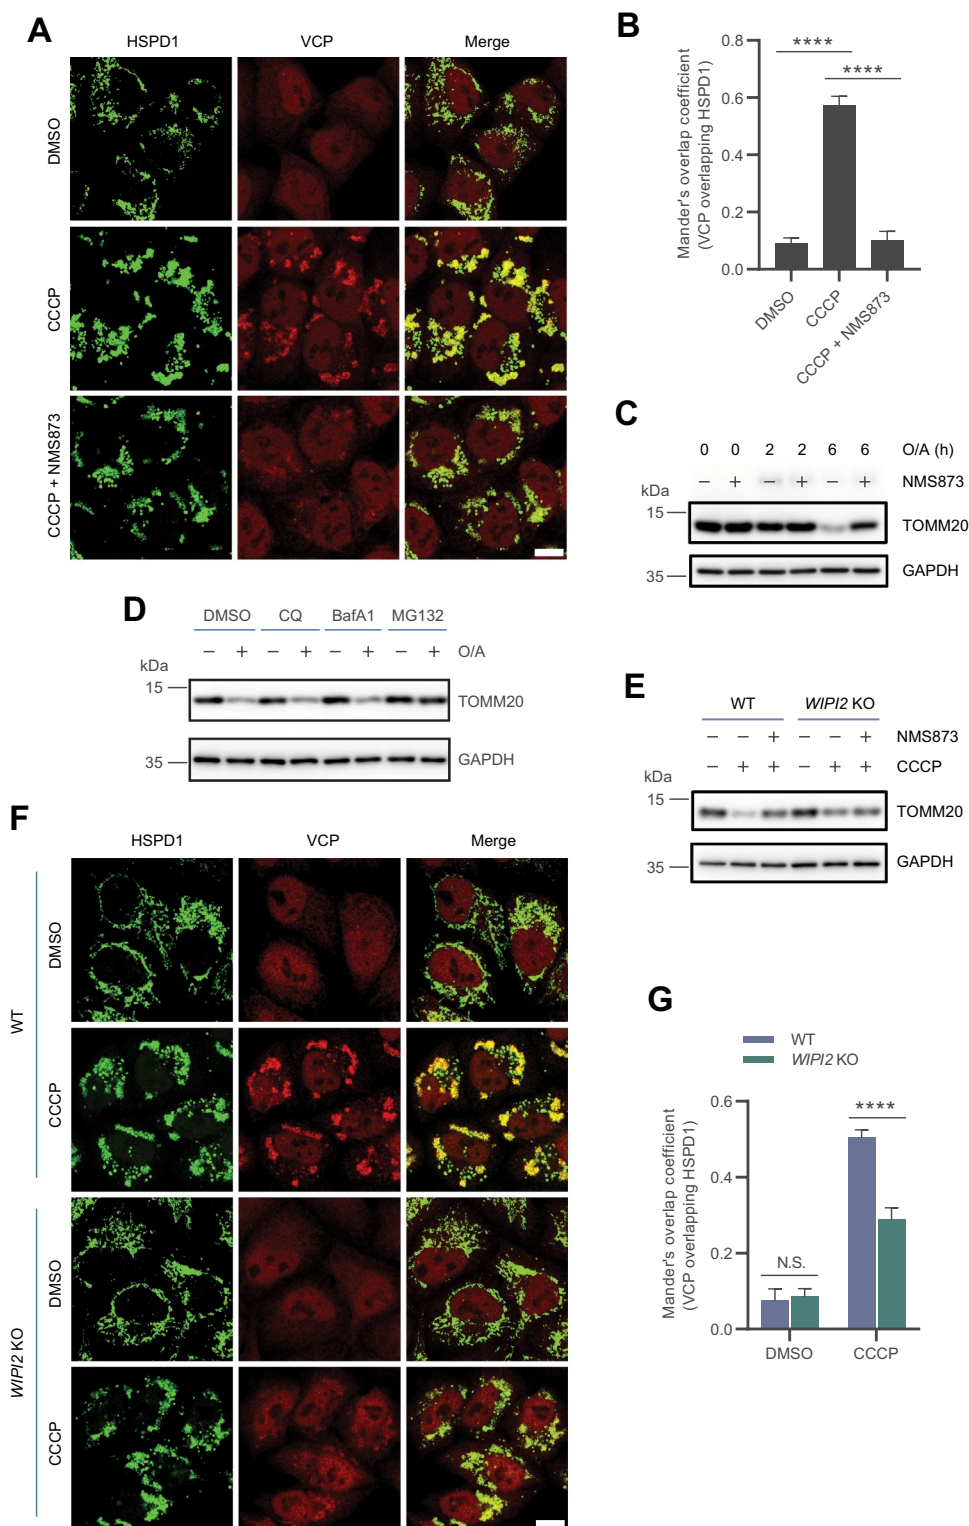 A
HSPD1 VCP Merge
DMSO
CCCP
CCCP + NMS873
B
Mander's overlap coefficient
(VCP overlapping HSPD1)
0.8
0.6
0.4
0.2
0.0
**** 
****
DMSO
CCCP
CCCP + NMS873
C
0 0 2 2 6 6 O/A (h)
− + − + − + NMS873
kDa
15
TOMM20
35
GAPDH
D
DMSO CQ BafA1 MG132
− + − + − + − + O/A
kDa
15
TOMM20
35
GAPDH
E
WT WIPI2 KO
− − + − − + NMS873
− + + − + + CCCP
kDa
15
TOMM20
35
GAPDH
F
HSPD1 VCP Merge
WT
DMSO
CCCP
WIPI2 KO
DMSO
CCCP
G
WT
WIPI2 KO
Mander's overlap coefficient
(VCP overlapping HSPD1)
0.6
0.4
0.2
0.0
N.S.
****
DMSO CCCP